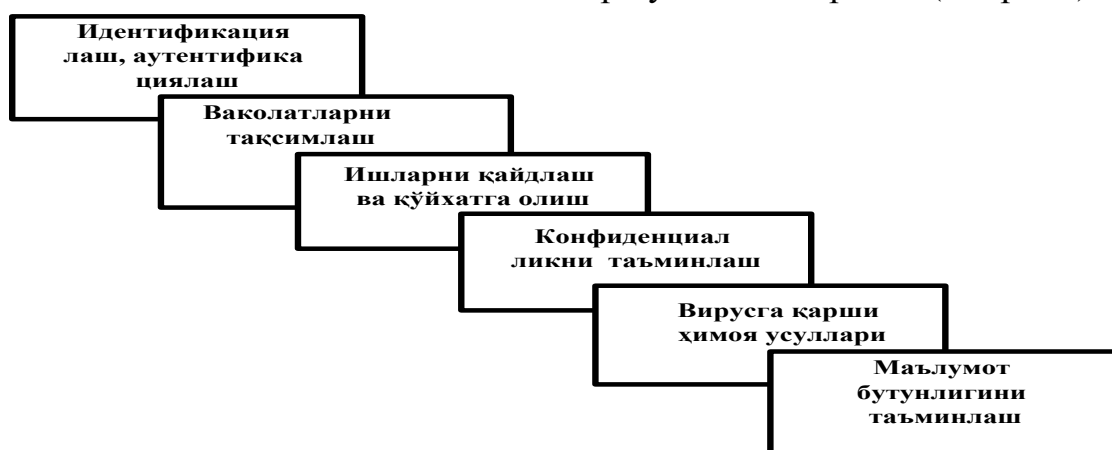 Идентификация
лаш, аутентифика
циялаш
Ваколатларни
тақсимлаш
Ишларни қайдлаш
ва қўйхатга олиш
Конфиденциал
ликни таъминлаш
Вирусга қарши
ҳимоя усуллари
Маълумот
бутунлигини
таъминлаш